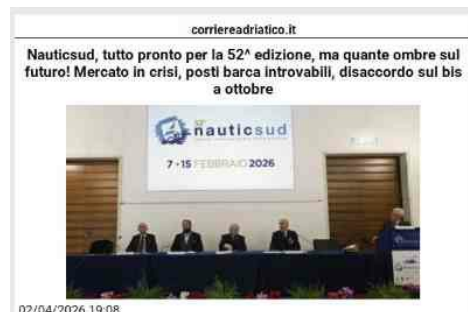 corriereadriatico.it
Nauticsud, tutto pronto per la 52^ edizione, ma quante ombre sul
futuro! Mercato in crisi, posti barca introvabili, disaccordo sul bis
a ottobre
nauticsud
7 - 15 FEBBRAIO 2026
02/04/2026 19:08